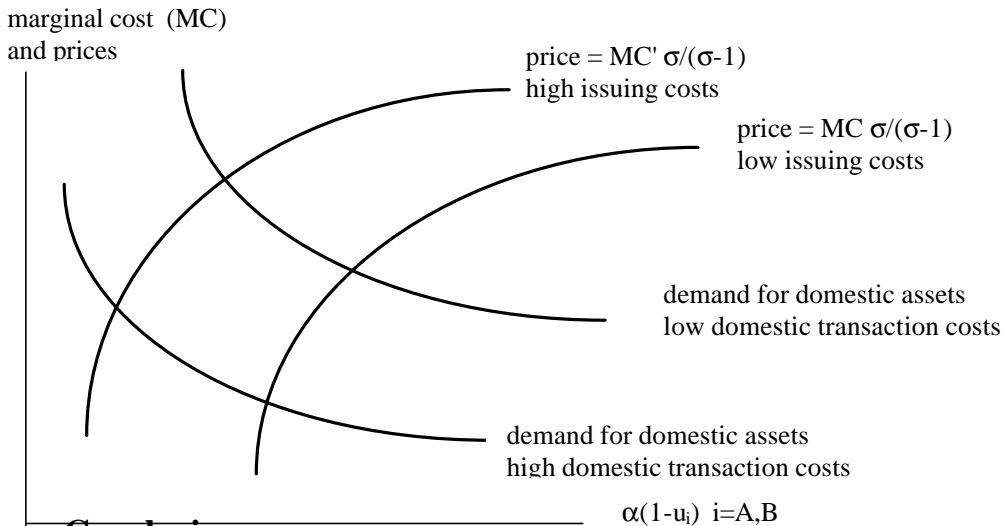 marginal cost (MC)
and prices
price = MC' σ/(σ-1)
high issuing costs
price = MC σ/(σ-1)
low issuing costs
demand for domestic assets
low domestic transaction costs
demand for domestic assets
high domestic transaction costs
α(1-uᵢ) i=A,B